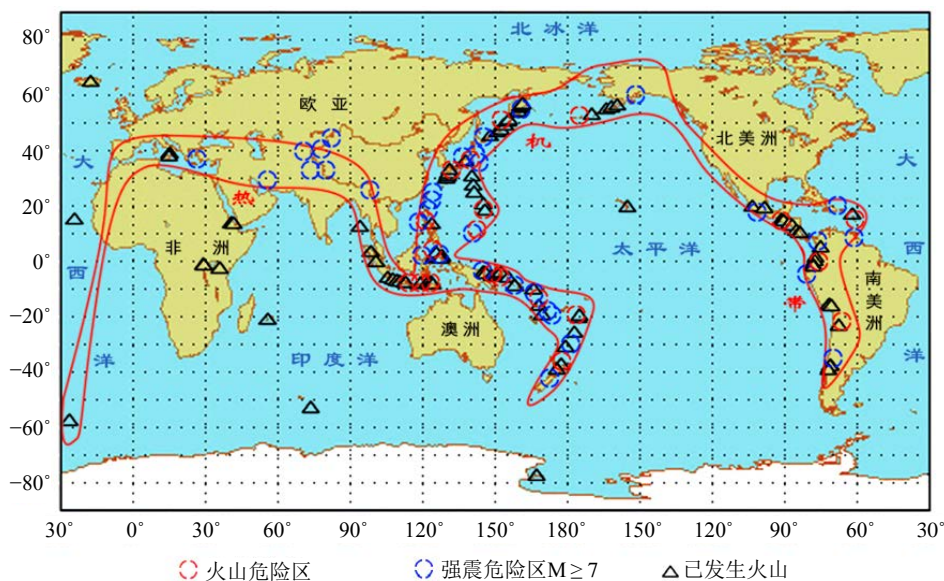 80°
60°
40°
20°
0°
−20°
−40°
−60°
−80°
北冰洋
欧亚
北美洲
大西洋
热
机
带
非洲
太平洋
大西洋
南美洲
澳洲
印度洋
30 0° 30° 60° 90° 120° 150° 180° 150° 120° 90° 60° 30°
火山危险区 强震危险区M≥7 已发生火山